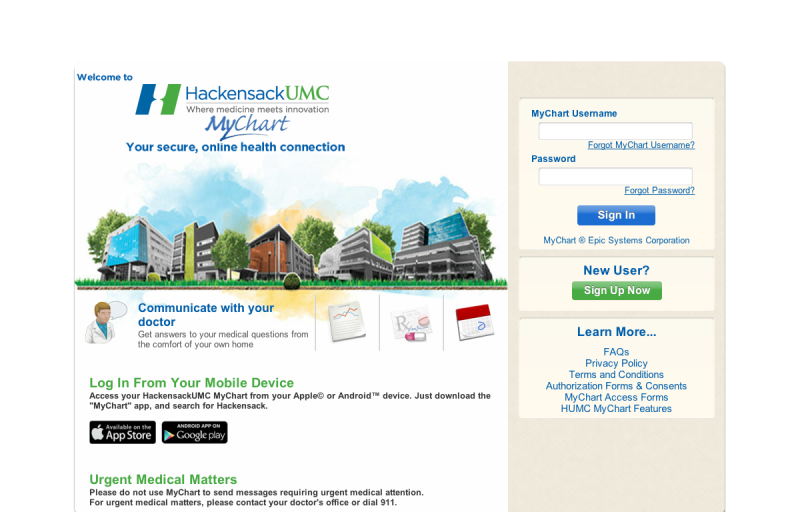 Welcome to
HackensackUMC
Where medicine meets innovation
MyChart
Your secure, online health connection
Communicate with your
doctor
Get answers to your medical questions from
the comfort of your own home
Log In From Your Mobile Device
Access your HackensackUMC MyChart from your Apple© or Android™ device. Just download the
"MyChart" app, and search for Hackensack.
Available on the
App Store
ANDROID APP ON
Google play
Urgent Medical Matters
Please do not use MyChart to send messages requiring urgent medical attention.
For urgent medical matters, please contact your doctor's office or dial 911.
MyChart Username
Forgot MyChart Username?
Password
Forgot Password?
Sign In
MyChart ® Epic Systems Corporation
New User?
Sign Up Now
Learn More...
FAQs
Privacy Policy
Terms and Conditions
Authorization Forms & Consents
MyChart Access Forms
HUMC MyChart Features